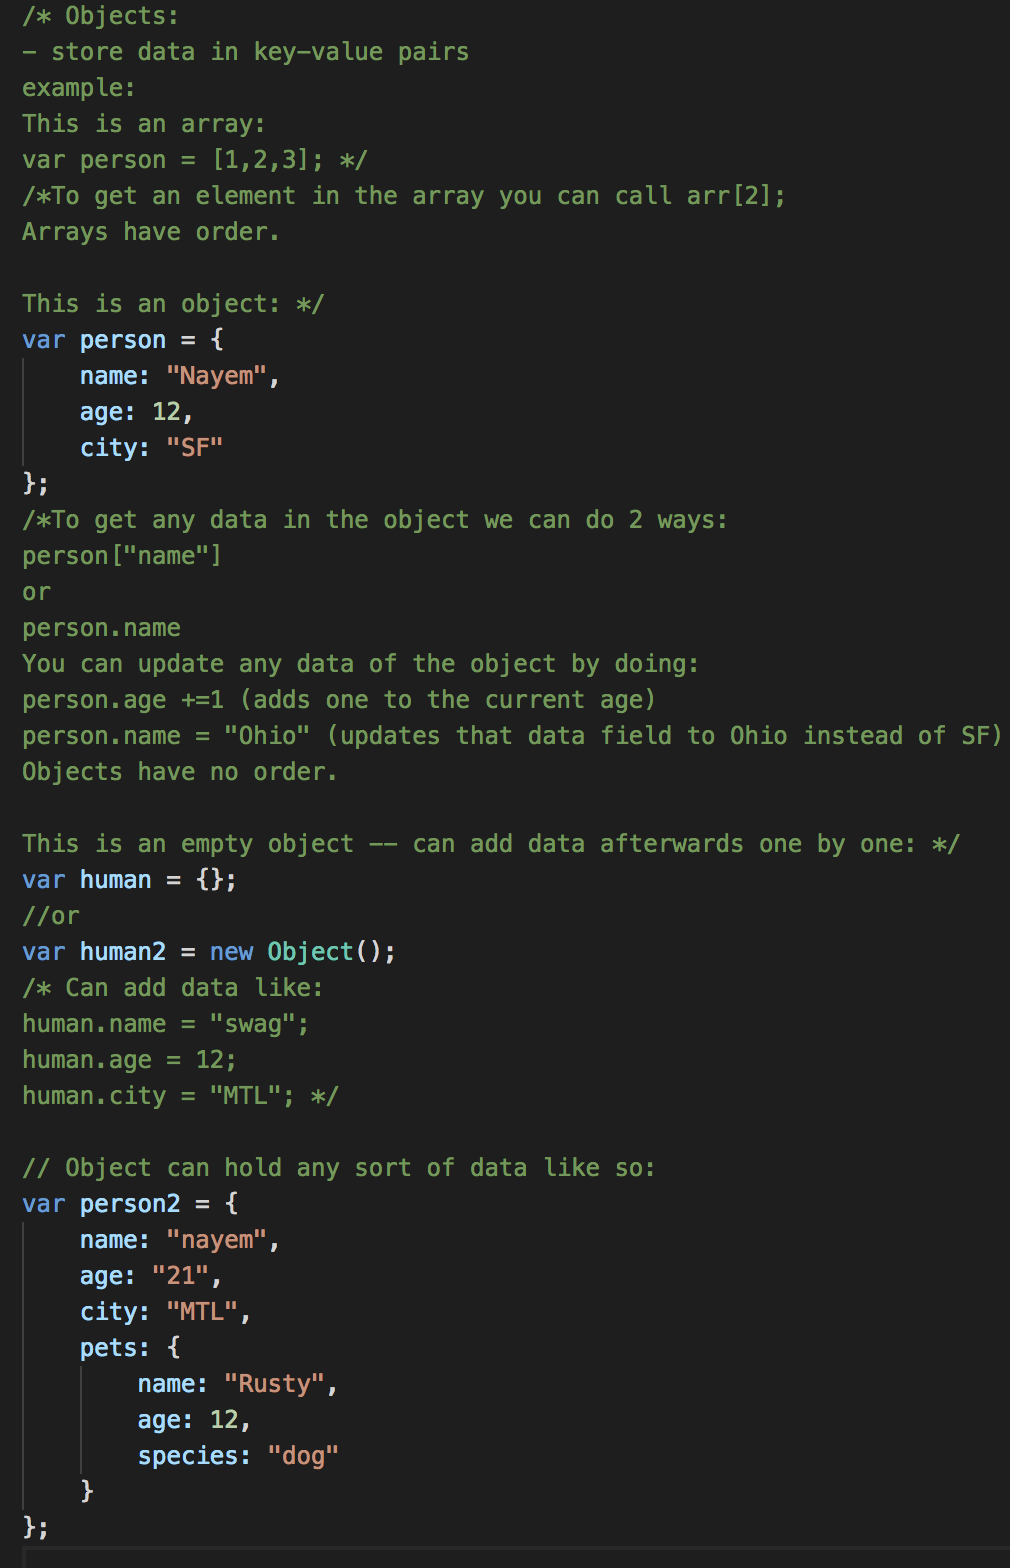 /* Objects:
- store data in key-value pairs
example:
This is an array:
var person = [1,2,3]; */
/*To get an element in the array you can call arr[2];
Arrays have order.

This is an object: */
var person = {
    name: "Nayem",
    age: 12,
    city: "SF"
};
/*To get any data in the object we can do 2 ways:
person["name"]
or
person.name
You can update any data of the object by doing:
person.age +=1 (adds one to the current age)
person.name = "Ohio" (updates that data field to Ohio instead of SF)
Objects have no order.

This is an empty object -- can add data afterwards one by one: */
var human = {};
//or
var human2 = new Object();
/* Can add data like:
human.name = "swag";
human.age = 12;
human.city = "MTL"; */

// Object can hold any sort of data like so:
var person2 = {
    name: "nayem",
    age: "21",
    city: "MTL",
    pets: {
        name: "Rusty",
        age: 12,
        species: "dog"
    }
};